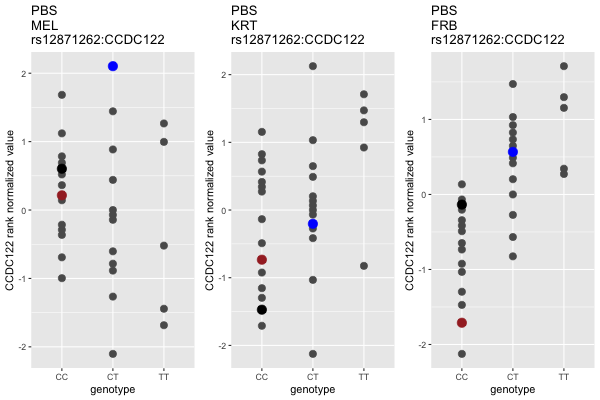 PBS
MEL
rs12871262:CCDC122
CCDC122 rank normalized value
2
1
0
-1
-2
CC
CT
TT
genotype
PBS
KRT
rs12871262:CCDC122
CCDC122 rank normalized value
2
1
0
-1
-2
CC
CT
TT
genotype
PBS
FRB
rs12871262:CCDC122
CCDC122 rank normalized value
1
0
-1
-2
CC
CT
TT
genotype